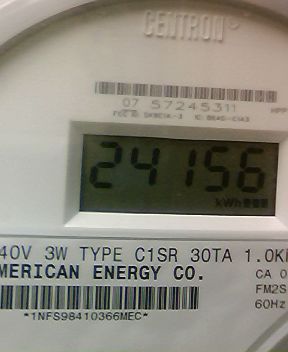 CENTRON
07 57245311
24156
kWh
40V 3W TYPE C1SR 30TA 1.0K
MERICAN ENERGY CO.
CA 0
FM2S
60Hz
*1NFS98410366MEC*